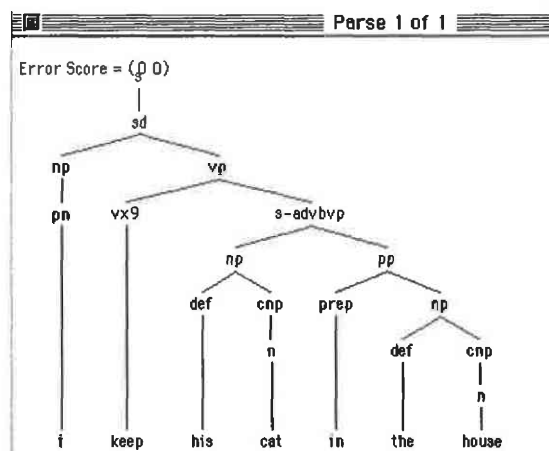 Parse 1 of 1
Error Score = (0 0)
s
sd
np vp
pn vx9 s-advbvp
np pp
def cnp prep np
n def cnp
n
i keep his cat in the house